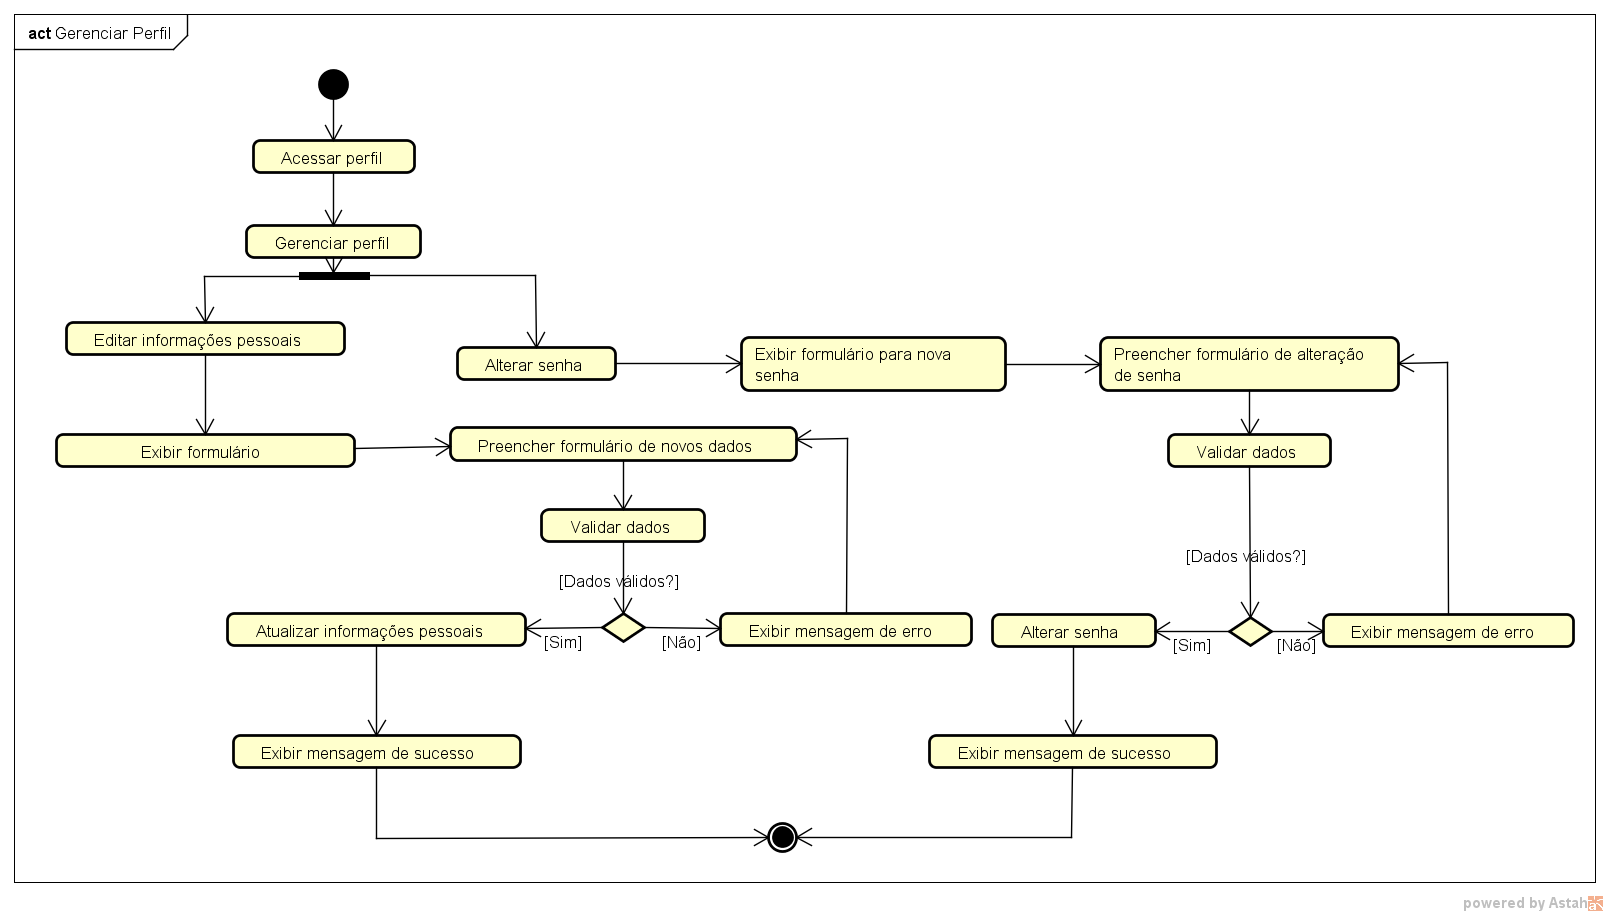 act Gerenciar Perfil
Acessar perfil
Gerenciar perfil
Editar informações pessoais
Alterar senha
Exibir formulário para nova
senha
Preencher formulário de alteração
de senha
Exibir formulário
Preencher formulário de novos dados
Validar dados
Validar dados
[Dados válidos?]
[Dados válidos?]
Atualizar informações pessoais
[Sim]
[Não]
Exibir mensagem de erro
Alterar senha
[Sim]
[Não]
Exibir mensagem de erro
Exibir mensagem de sucesso
Exibir mensagem de sucesso
powered by Astah